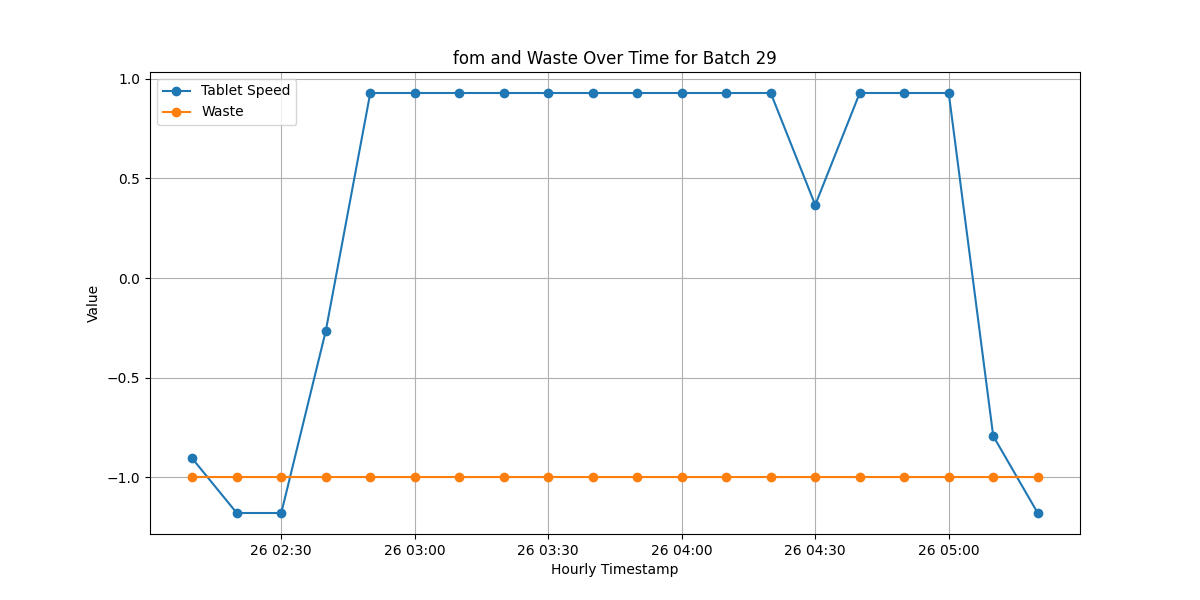 fom and Waste Over Time for Batch 29
Tablet Speed
Waste
1.0
0.5
0.0
−0.5
−1.0
Value
26 02:30
26 03:00
26 03:30
26 04:00
26 04:30
26 05:00
Hourly Timestamp